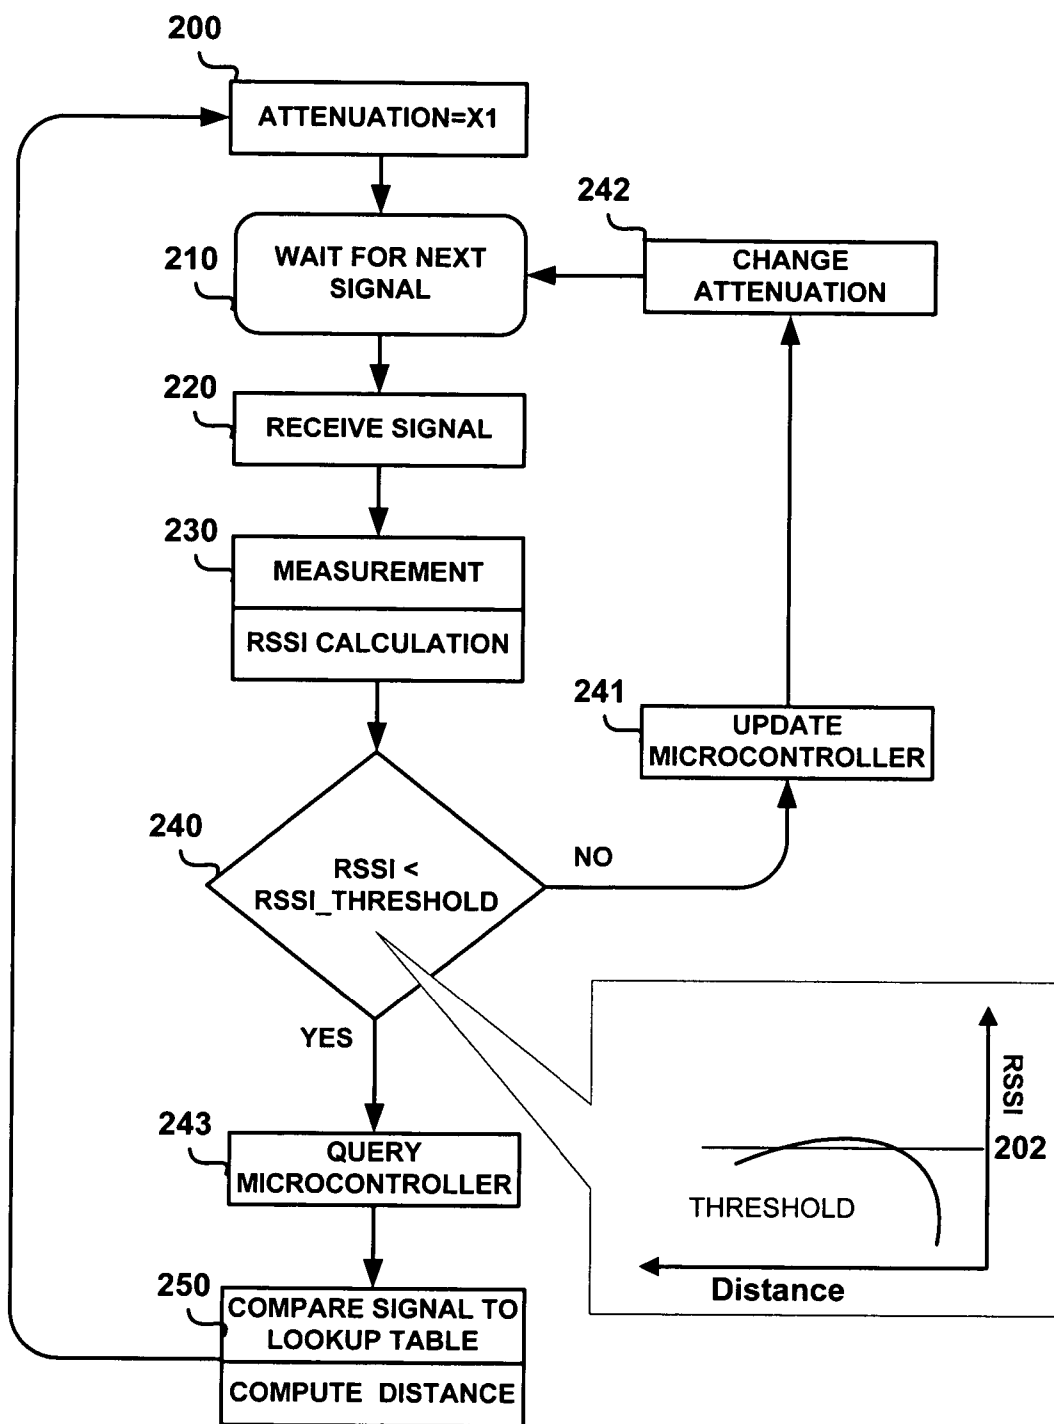 200
ATTENUATION=X1
242
210
WAIT FOR NEXT
SIGNAL
CHANGE
ATTENUATION
220
RECEIVE SIGNAL
230
MEASUREMENT
RSSI CALCULATION
241
UPDATE
MICROCONTROLLER
240
RSSI <
RSSI_THRESHOLD
NO
YES
RSSI
202
THRESHOLD
Distance
243
QUERY
MICROCONTROLLER
250
COMPARE SIGNAL TO
LOOKUP TABLE
COMPUTE DISTANCE